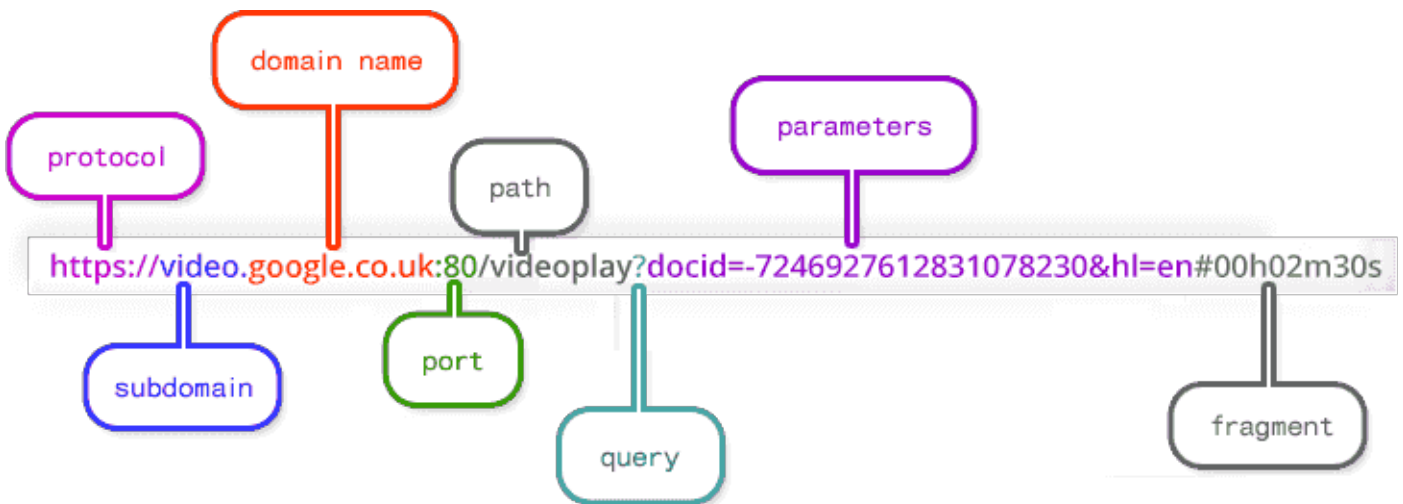 domain name
parameters
protocol
path
https://video.google.co.uk:80/videoplay?docid=-7246927612831078230&hl=en#00h02m30s
port
subdomain
fragment
query